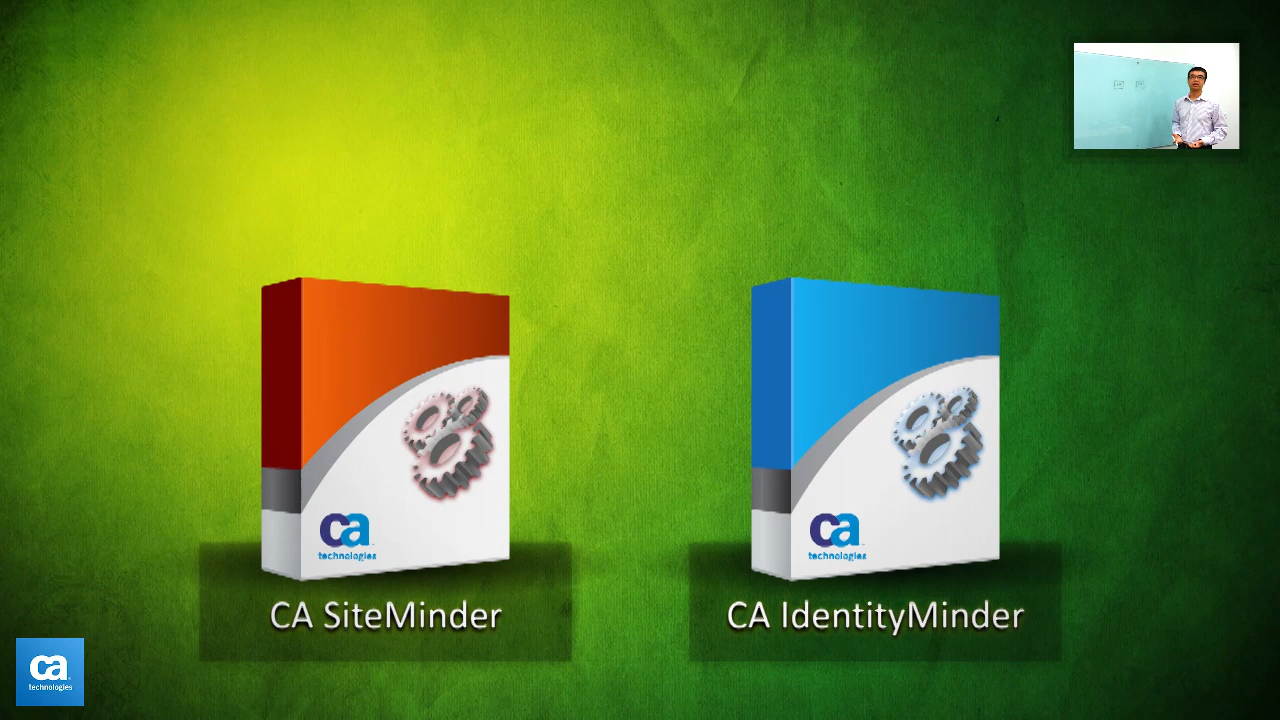 ca
technologies
ca
technologies
CA SiteMinder
CA IdentityMinder
ca
technologies